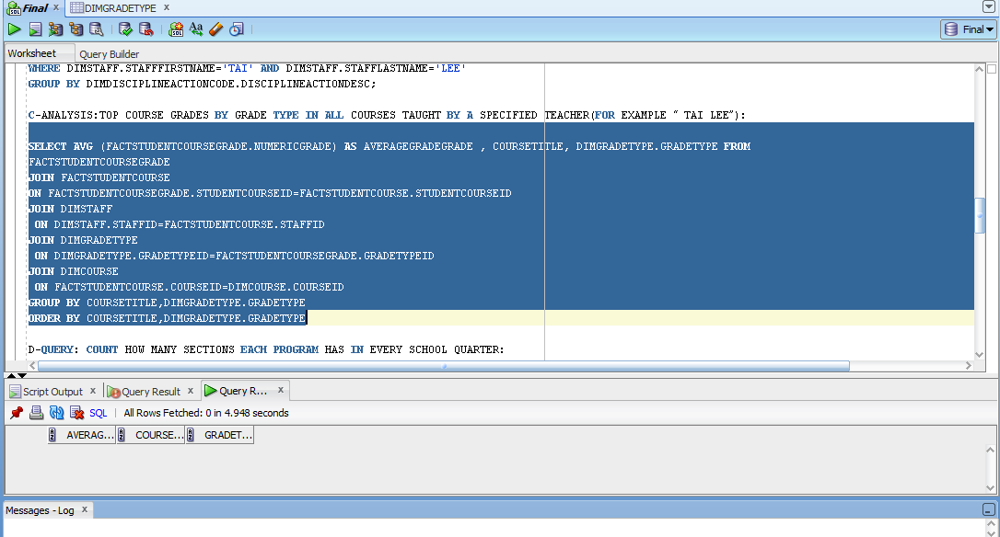 Final x DIMGRADETYPE x
Final
Worksheet Query Builder
WHERE DIMSTAFF.STAFFFIRSTNAME='TAI' AND DIMSTAFF.STAFFLASTNAME='LEE'
GROUP BY DIMDISCIPLINEACTIONCODE.DISCIPLINEACTIONDESC;
C-ANALYSIS:TOP COURSE GRADES BY GRADE TYPE IN ALL COURSES TAUGHT BY A SPECIFIED TEACHER(FOR EXAMPLE “ TAI LEE”):
SELECT AVG (FACTSTUDENTCOURSEGRADE.NUMERICGRADE) AS AVERAGEGRADEGRADE , COURSETITLE, DIMGRADETYPE.GRADETYPE FROM
FACTSTUDENTCOURSEGRADE
JOIN FACTSTUDENTCOURSE
ON FACTSTUDENTCOURSEGRADE.STUDENTCOURSEID=FACTSTUDENTCOURSE.STUDENTCOURSEID
JOIN DIMSTAFF
ON DIMSTAFF.STAFFID=FACTSTUDENTCOURSE.STAFFID
JOIN DIMGRADETYPE
ON DIMGRADETYPE.GRADETYPEID=FACTSTUDENTCOURSEGRADE.GRADETYPEID
JOIN DIMCOURSE
ON FACTSTUDENTCOURSE.COURSEID=DIMCOURSE.COURSEID
GROUP BY COURSETITLE,DIMGRADETYPE.GRADETYPE
ORDER BY COURSETITLE,DIMGRADETYPE.GRADETYPE
D-QUERY: COUNT HOW MANY SECTIONS EACH PROGRAM HAS IN EVERY SCHOOL QUARTER:
Script Output x Query Result x Query R... x
SQL | All Rows Fetched: 0 in 4.948 seconds
AVERAG... COURSE... GRADET...
Messages - Log x